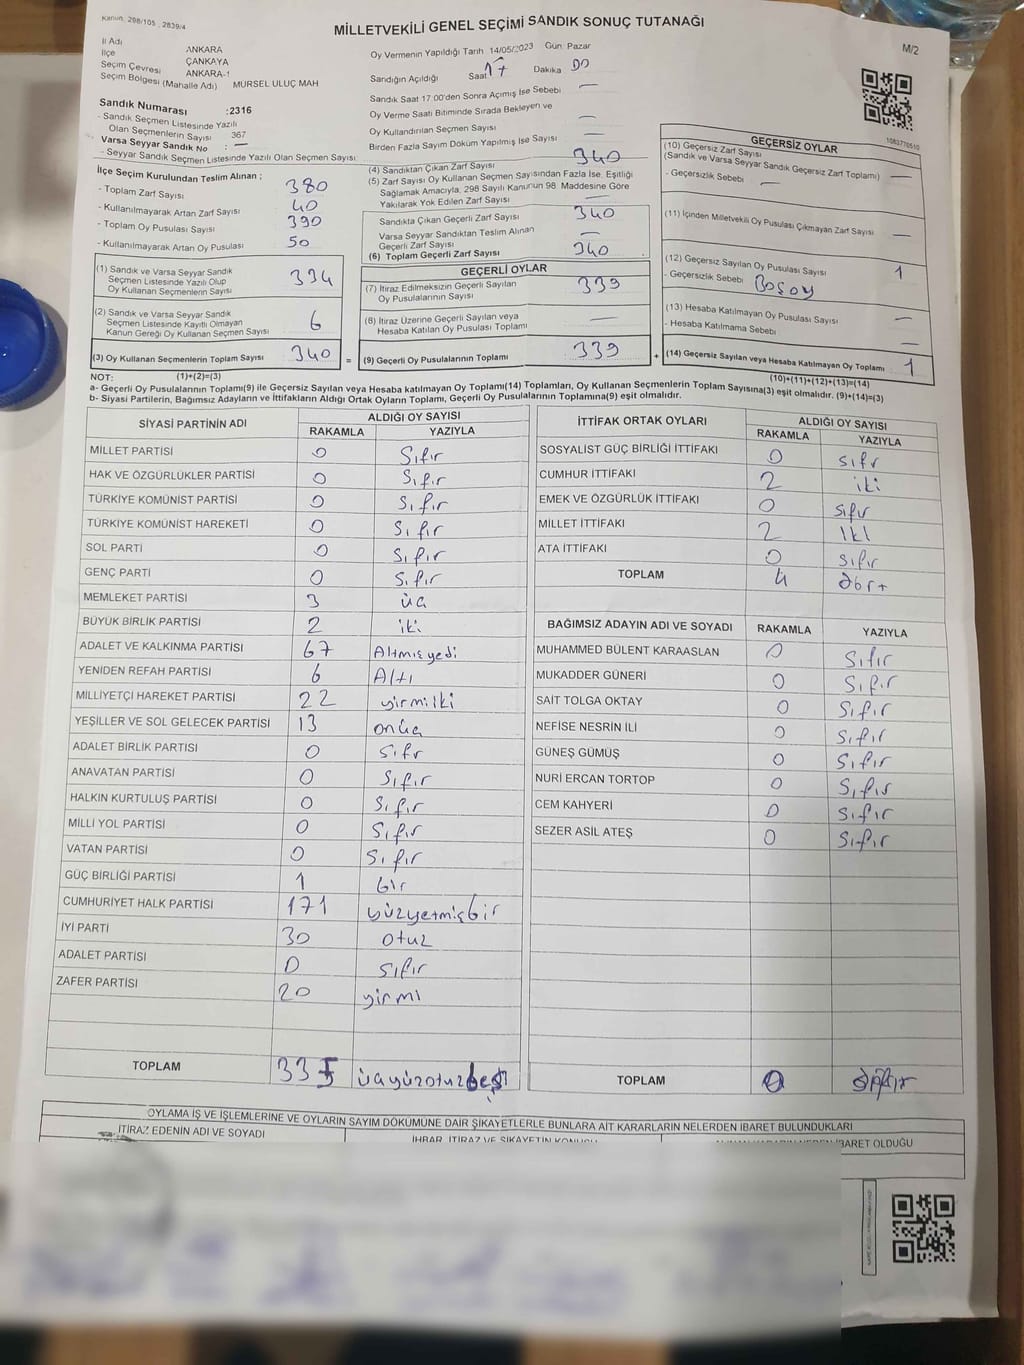 Kanun: 298/105, 2839/4
MİLLETVEKİLİ GENEL SEÇİMİ SANDIK SONUÇ TUTANAĞI
M/2
İl Adı ANKARA
İlçe ÇANKAYA
Seçim Çevresi ANKARA-1
Seçim Bölgesi (Mahalle Adı) MÜRSEL ULUÇ MAH
Sandık Numarası :2316
- Sandık Seçmen Listesinde Yazılı
Olan Seçmenlerin Sayısı 367
Varsa Seyyar Sandık No : —
- Seyyar Sandık Seçmen Listesinde Yazılı Olan Seçmen Sayısı:
Oy Vermenin Yapıldığı Tarih 14/05/2023 Gün: Pazar
Sandığın Açıldığı Saat 17 Dakika 00
Sandık Saat 17:00'den Sonra Açımış İse Sebebi —
Oy Verme Saati Bitiminde Sırada Bekleyen ve
Oy Kullandırılan Seçmen Sayısı —
Birden Fazla Sayım Döküm Yapılmış İse Sayısı —
1083770510
İlçe Seçim Kurulundan Teslim Alınan ;
- Toplam Zarf Sayısı 380
- Kullanılmayarak Artan Zarf Sayısı 40
- Toplam Oy Pusulası Sayısı 390
- Kullanılmayarak Artan Oy Pusulası 50
(1) Sandık ve Varsa Seyyar Sandık
Seçmen Listesinde Yazılı Olup
Oy Kullanan Seçmenlerin Sayısı 334
(2) Sandık ve Varsa Seyyar Sandık
Seçmen Listesinde Kayıtlı Olmayan
Kanun Gereği Oy Kullanan Seçmen Sayısı 6
(3) Oy Kullanan Seçmenlerin Toplam Sayısı 340 =
(4) Sandıktan Çıkan Zarf Sayısı 340
(5) Zarf Sayısı Oy Kullanan Seçmen Sayısından Fazla İse, Eşitliği
Sağlamak Amacıyla, 298 Sayılı Kanunun 98. Maddesine Göre
Yakılarak Yok Edilen Zarf Sayısı —
Sandıkta Çıkan Geçerli Zarf Sayısı 340
Varsa Seyyar Sandıktan Teslim Alınan
Geçerli Zarf Sayısı —
(6) Toplam Geçerli Zarf Sayısı 340
GEÇERLİ OYLAR
(7) İtiraz Edilmeksizin Geçerli Sayılan
Oy Pusulasının Sayısı 339
(8) İtiraz Üzerine Geçerli Sayılan veya
Hesaba Katılan Oy Pusulası Toplamı —
(9) Geçerli Oy Pusulalarının Toplamı 339 +
GEÇERSİZ OYLAR
(10) Geçersiz Zarf Sayısı
(Sandık ve Varsa Seyyar Sandık Geçersiz Zarf Toplamı) —
- Geçersizlik Sebebi : —
(11) İçinden Milletvekili Oy Pusulası Çıkmayan Zarf Sayısı —
(12) Geçersiz Sayılan Oy Pusulası Sayısı 1
- Geçersizlik Sebebi : Boş oy
(13) Hesaba Katılmayan Oy Pusulası Sayısı —
- Hesaba Katılmama Sebebi : —
(14) Geçersiz Sayılan veya Hesaba Katılmayan Oy Toplamı 1
NOT: (1)+(2)=(3)
(10)+(11)+(12)+(13)=(14)
a- Geçerli Oy Pusulalarının Toplamı(9) ile Geçersiz Sayılan veya Hesaba katılmayan Oy Toplamı(14) Toplamları, Oy Kullanan Seçmenlerin Toplam Sayısına(3) eşit olmalıdır. (9)+(14)=(3)
b- Siyasi Partilerin, Bağımsız Adayların ve İttifakların Aldığı Ortak Oyların Toplamı, Geçerli Oy Pusulalarının Toplamına(9) eşit olmalıdır.
SİYASİ PARTİNİN ADI ALDIĞI OY SAYISI
RAKAMLA YAZIYLA
MİLLET PARTİSİ 0 Sıfır
HAK VE ÖZGÜRLÜKLER PARTİSİ 0 Sıfır
TÜRKİYE KOMÜNİST PARTİSİ 0 Sıfır
TÜRKİYE KOMÜNİST HAREKETİ 0 Sıfır
SOL PARTİ 0 Sıfır
GENÇ PARTİ 0 Sıfır
MEMLEKET PARTİSİ 3 üç
BÜYÜK BİRLİK PARTİSİ 2 iki
ADALET VE KALKINMA PARTİSİ 67 Altmışyedi
YENİDEN REFAH PARTİSİ 6 Altı
MİLLİYETÇİ HAREKET PARTİSİ 22 yirmiiki
YEŞİLLER VE SOL GELECEK PARTİSİ 13 onüç
ADALET BİRLİK PARTİSİ 0 Sıfr
ANAVATAN PARTİSİ 0 Sıfır
HALKIN KURTULUŞ PARTİSİ 0 Sıfır
MİLLİ YOL PARTİSİ 0 Sıfır
VATAN PARTİSİ 0 Sıfır
GÜÇ BİRLİĞİ PARTİSİ 1 bir
CUMHURİYET HALK PARTİSİ 171 yüzyetmişbir
İYİ PARTİ 30 otuz
ADALET PARTİSİ 0 sıfır
ZAFER PARTİSİ 20 yirmi
TOPLAM 335 üçyüzotuzbeş
İTTİFAK ORTAK OYLARI ALDIĞI OY SAYISI
RAKAMLA YAZIYLA
SOSYALİST GÜÇ BİRLİĞİ İTTİFAKI 0 sıfr
CUMHUR İTTİFAKI 2 iki
EMEK VE ÖZGÜRLÜK İTTİFAKI 0 sıfır
MİLLET İTTİFAKI 2 iki
ATA İTTİFAKI 0 sıfır
TOPLAM 4 dört
BAĞIMSIZ ADAYIN ADI VE SOYADI RAKAMLA YAZIYLA
MUHAMMED BÜLENT KARAASLAN 0 Sıfır
MUKADDER GÜNERİ 0 Sıfır
SAİT TOLGA OKTAY 0 Sıfır
NEFİSE NESRİN İLİ 0 Sıfır
GÜNEŞ GÜMÜŞ 0 Sıfır
NURİ ERCAN TORTOP 0 Sıfır
CEM KAHYERİ 0 Sıfır
SEZER ASİL ATEŞ 0 Sıfır
TOPLAM 0 sıfır
OYLAMA İŞ VE İŞLEMLERİNE VE OYLARIN SAYIM DÖKÜMÜNE DAİR ŞİKAYETLERLE BUNLARA AİT KARARLARIN NELERDEN İBARET BULUNDUKLARI
İTİRAZ EDENİN ADI VE SOYADI
İHBAR, İTİRAZ VE ŞİKAYETİN KONUSU
İBARET OLDUĞU